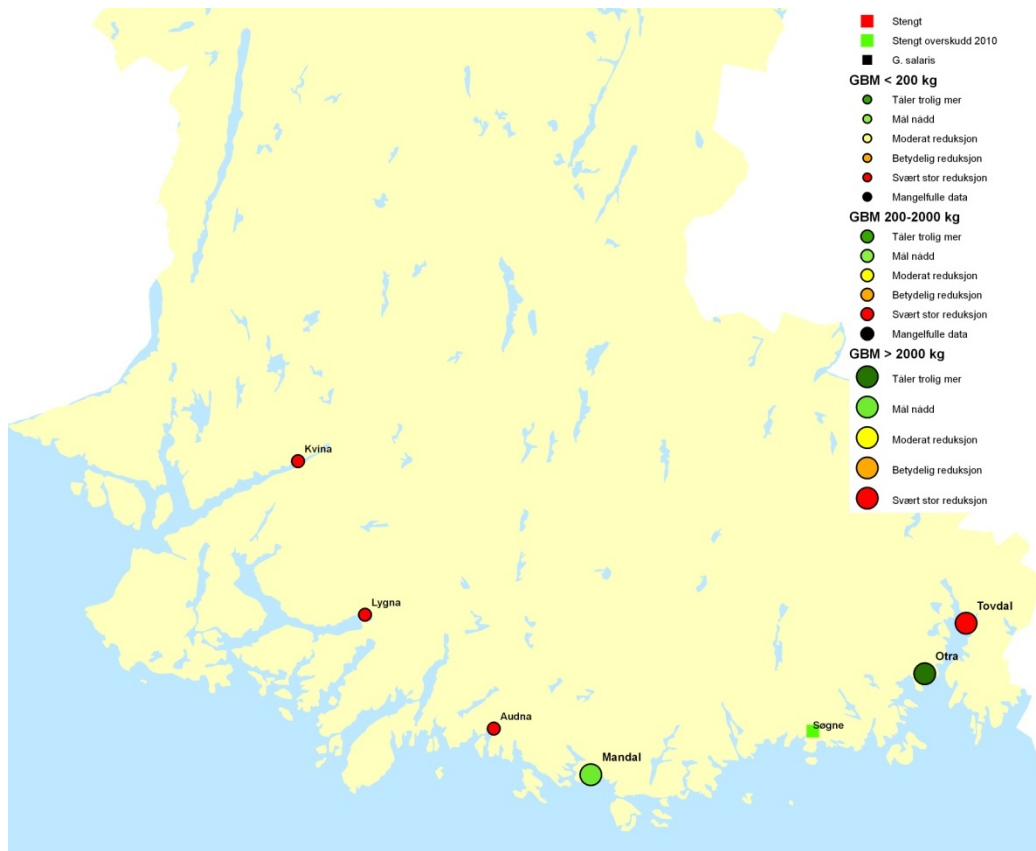 Stengt
Stengt overskudd 2010
G. salaris
GBM < 200 kg
Tåler trolig mer
Mål nådd
Moderat reduksjon
Betydelig reduksjon
Svært stor reduksjon
Mangelfulle data
GBM 200-2000 kg
Tåler trolig mer
Mål nådd
Moderat reduksjon
Betydelig reduksjon
Svært stor reduksjon
Mangelfulle data
GBM > 2000 kg
Tåler trolig mer
Mål nådd
Moderat reduksjon
Betydelig reduksjon
Svært stor reduksjon
Kvina
Lygna
Tovdal
Otra
Audna
Søgne
Mandal